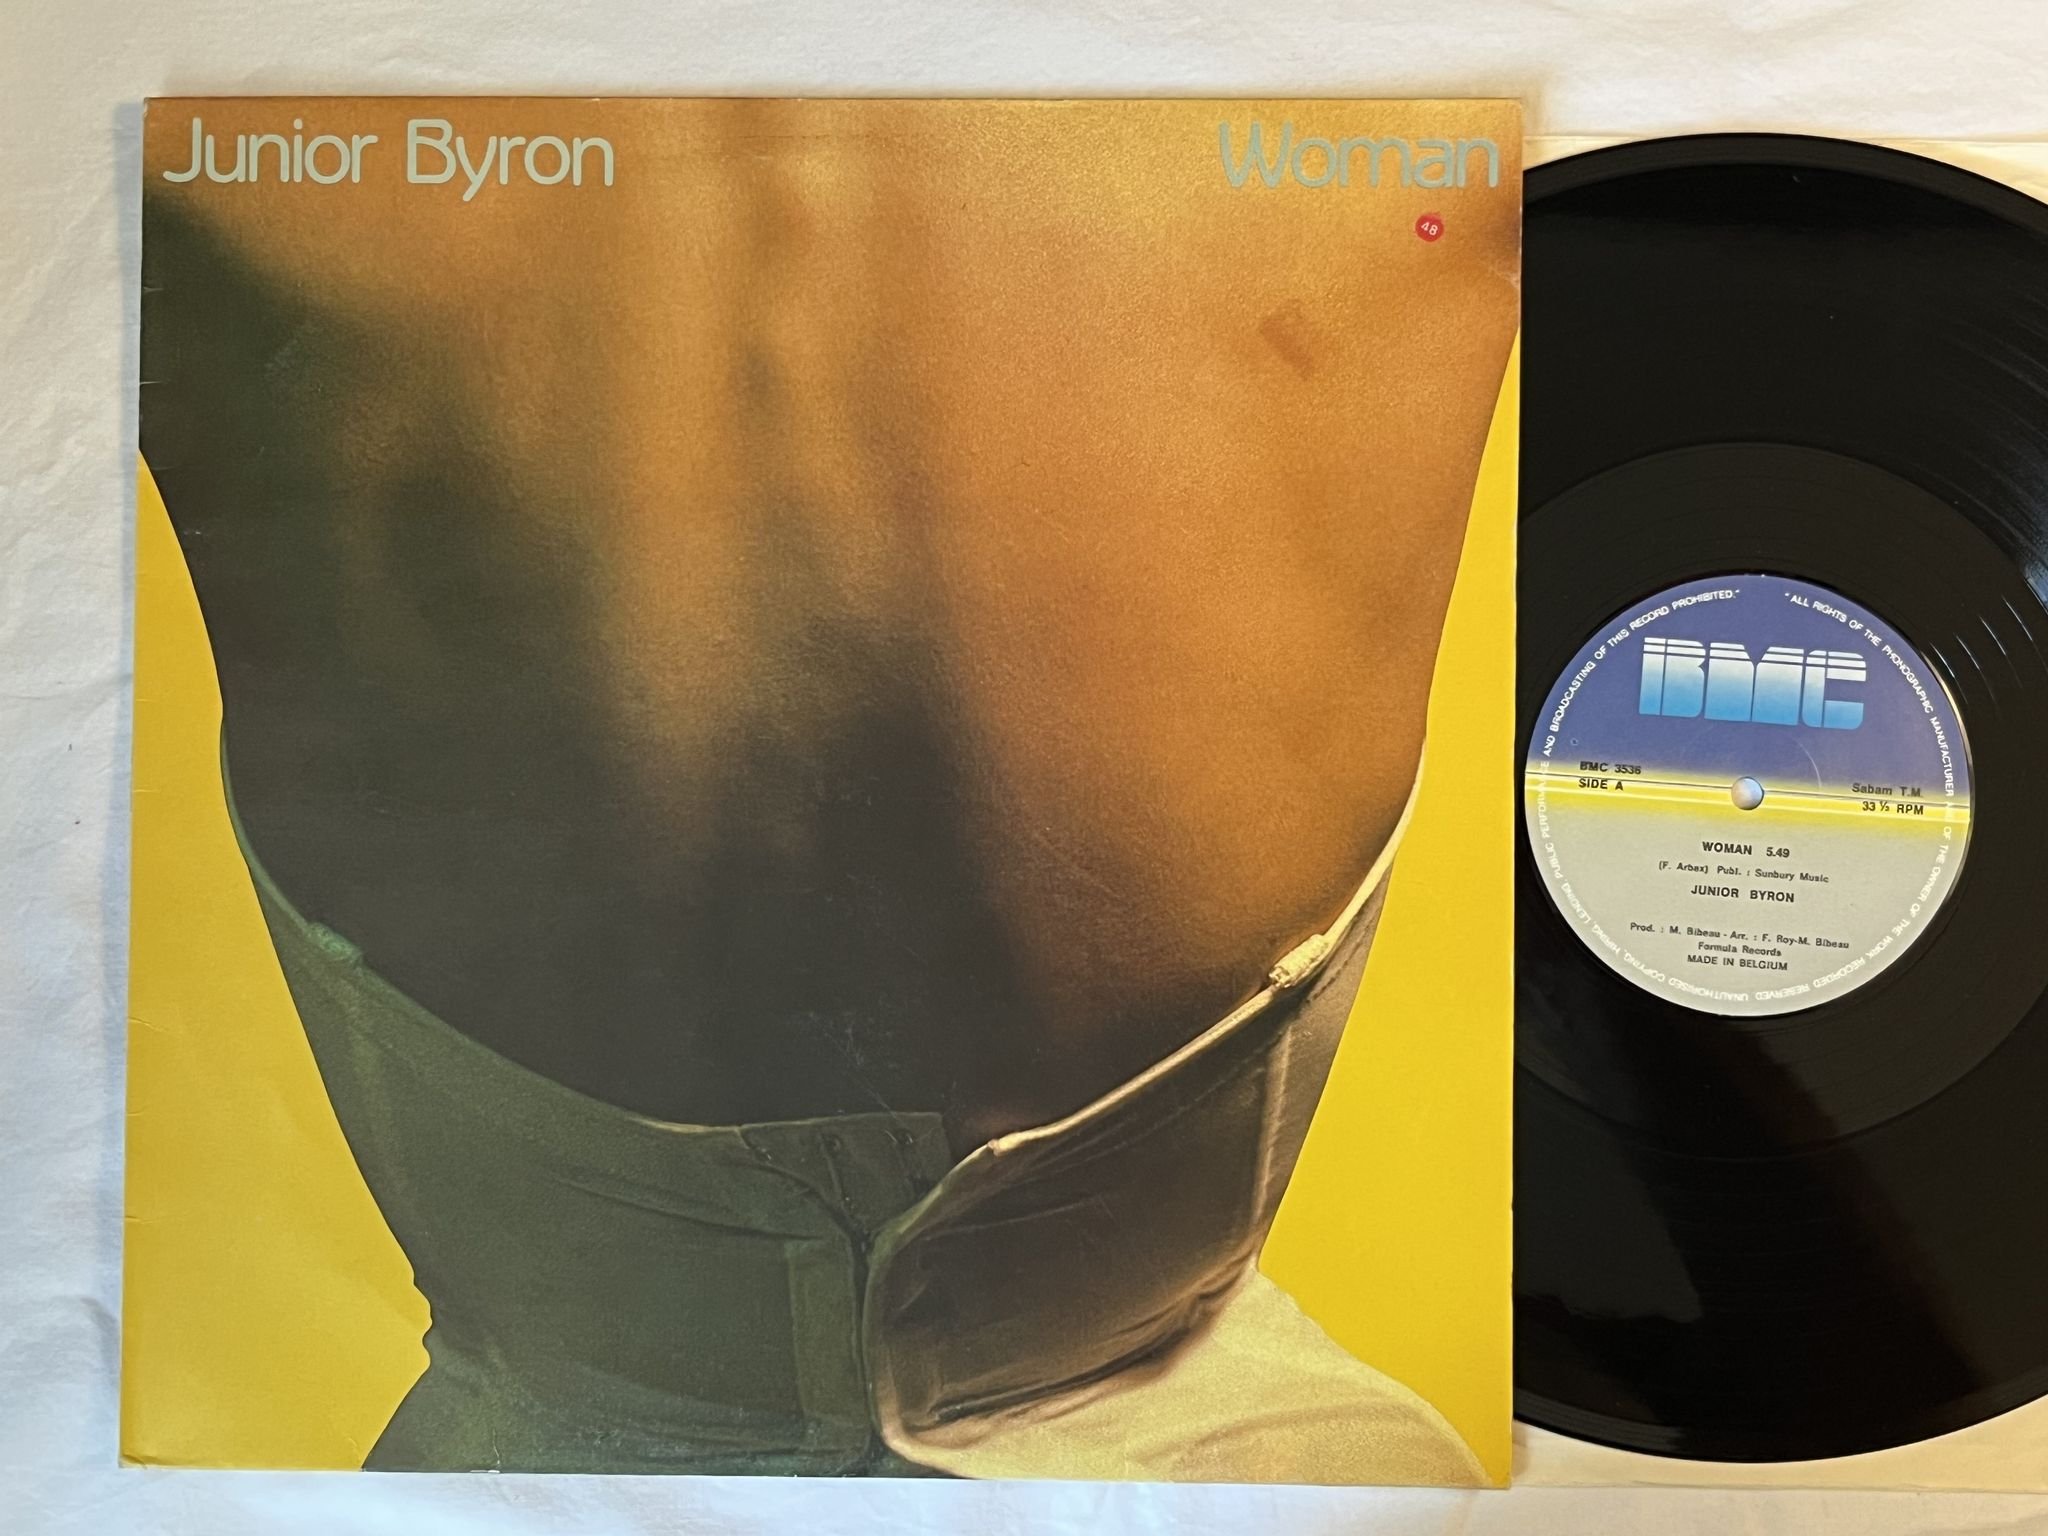 Junior Byron
Woman
48
" ALL RIGHTS OF THE PHONOGRAPHIC MANUFACTURER AND OF THE OWNER OF THE WORK RECORDED RESERVED. UNAUTHORISED COPYING, HIRING, LENDING PUBLIC PERFORMANCE AND BROADCASTING OF THIS RECORD PROHIBITED."
BMC
BMC 3536
SIDE A
Sabam T.M.
33 ⅓ RPM
WOMAN 5.49
(F. Arbex) Publ. : Sunbury Music
JUNIOR BYRON
Prod. : M. Bibeau - Arr. : F. Roy-M. Bibeau
Formula Records
MADE IN BELGIUM